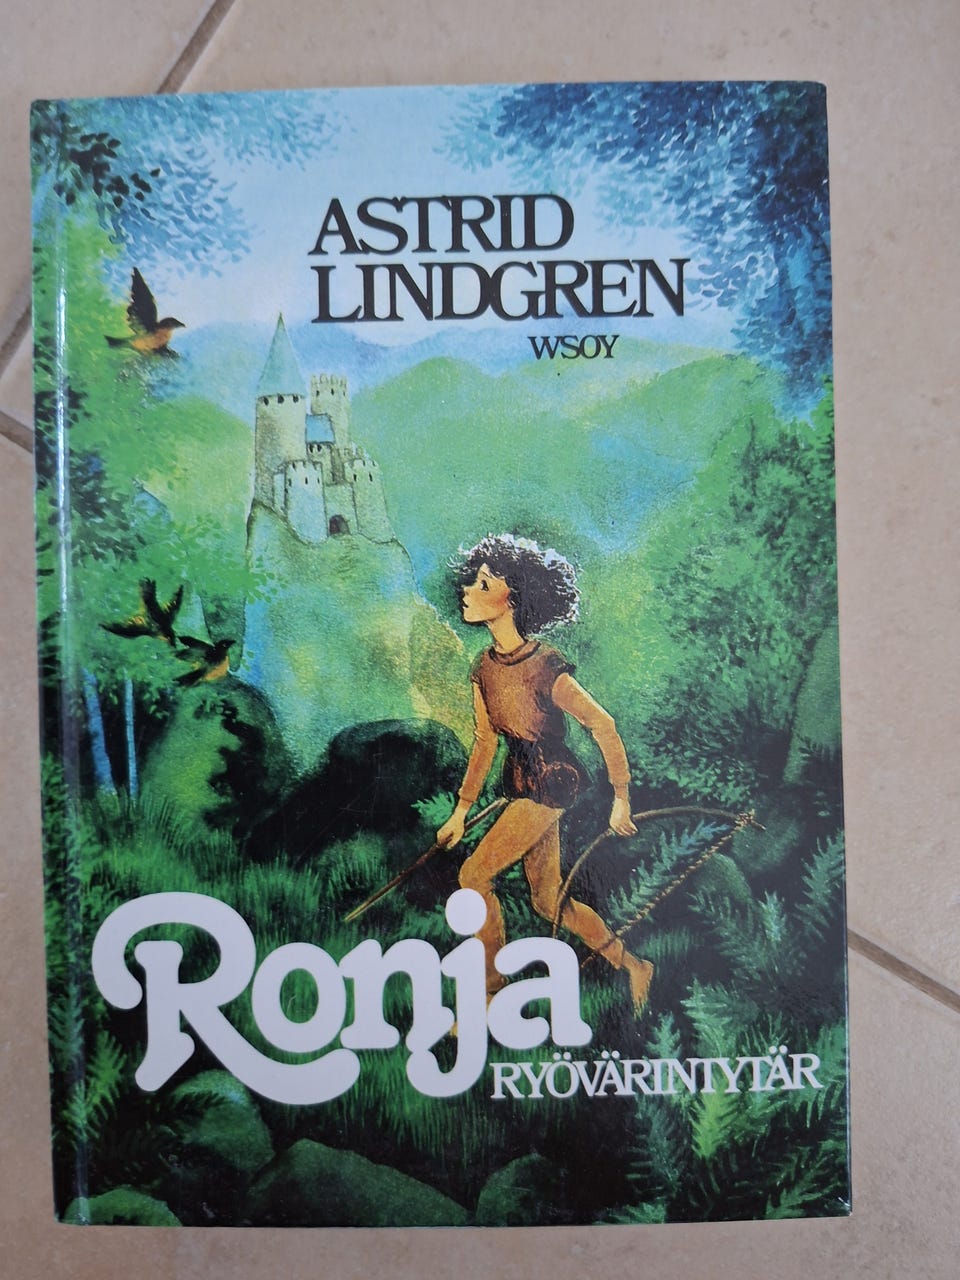 ASTRID
LINDGREN
WSOY
Ronja
RYÖVÄRINTYTÄR